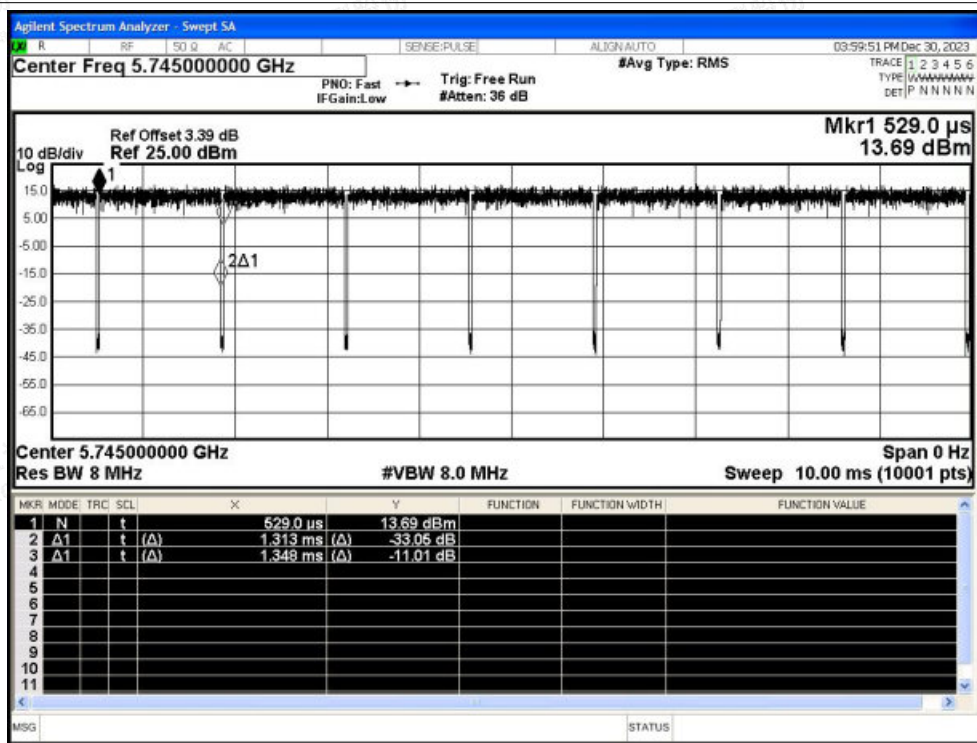 Agilent Spectrum Analyzer - Swept SA
R RF 50 Ω AC SENSE:PULSE ALIGN AUTO 03:59:51 PM Dec 30, 2023
Center Freq 5.745000000 GHz #Avg Type: RMS TRACE 1 2 3 4 5 6
PNO: Fast Trig: Free Run TYPE WWWWWW
IFGain:Low #Atten: 36 dB DET P N N N N N
Mkr1 529.0 µs
Ref Offset 3.39 dB
10 dB/div Ref 25.00 dBm 13.69 dBm
Log
1
15.0
5.00
-5.00
2Δ1
-15.0
-25.0
-35.0
-45.0
-55.0
-65.0
Center 5.745000000 GHz Span 0 Hz
Res BW 8 MHz #VBW 8.0 MHz Sweep 10.00 ms (10001 pts)
MKR MODE TRC SCL X Y FUNCTION FUNCTION WIDTH FUNCTION VALUE
1 N t 529.0 µs 13.69 dBm
2 Δ1 t (Δ) 1.313 ms (Δ) -33.05 dB
3 Δ1 t (Δ) 1.348 ms (Δ) -11.01 dB
4
5
6
7
8
9
10
11
MSG STATUS